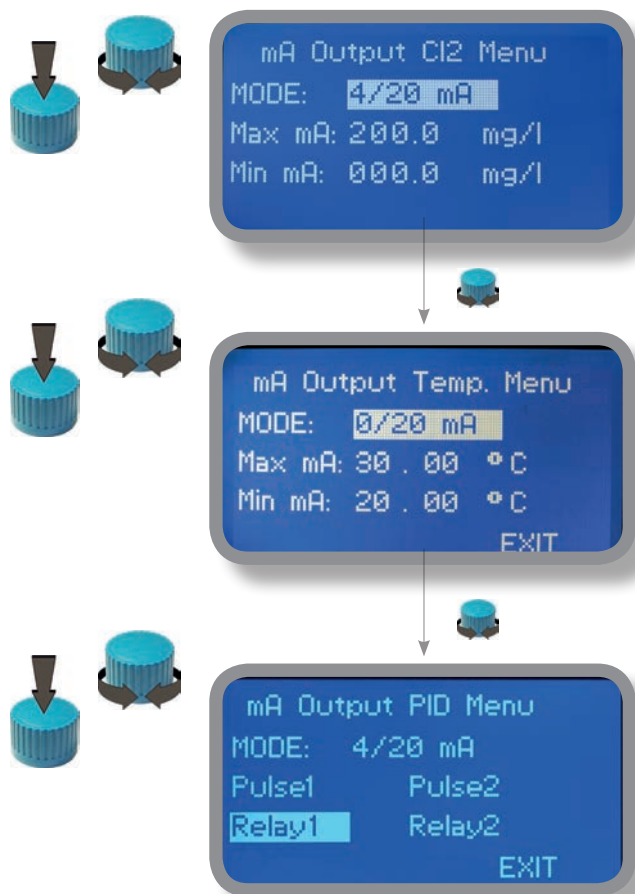 mA Output Cl2 Menu
MODE: 4/20 mA
Max mA: 200.0 mg/l
Min mA: 000.0 mg/l
mA Output Temp. Menu
MODE: 0/20 mA
Max mA: 30 . 00 °C
Min mA: 20 . 00 °C
EXIT
mA Output PID Menu
MODE: 4/20 mA
Pulse1 Pulse2
Relay1 Relay2
EXIT